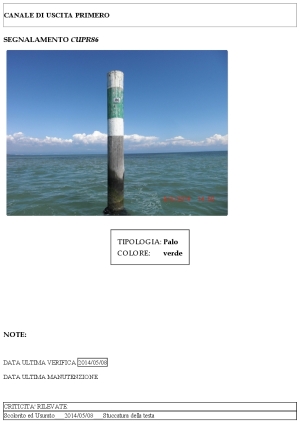 CANALE DI USCITA PRIMERO
SEGNALAMENTO CUPR86
TIPOLOGIA: Palo
COLORE: verde
NOTE:
DATA ULTIMA VERIFICA 2014/05/08
DATA ULTIMA MANUTENZIONE
CRITICITA' RILEVATE
Scolorito ed Usurato 2014/05/08 Stuccatura della testa